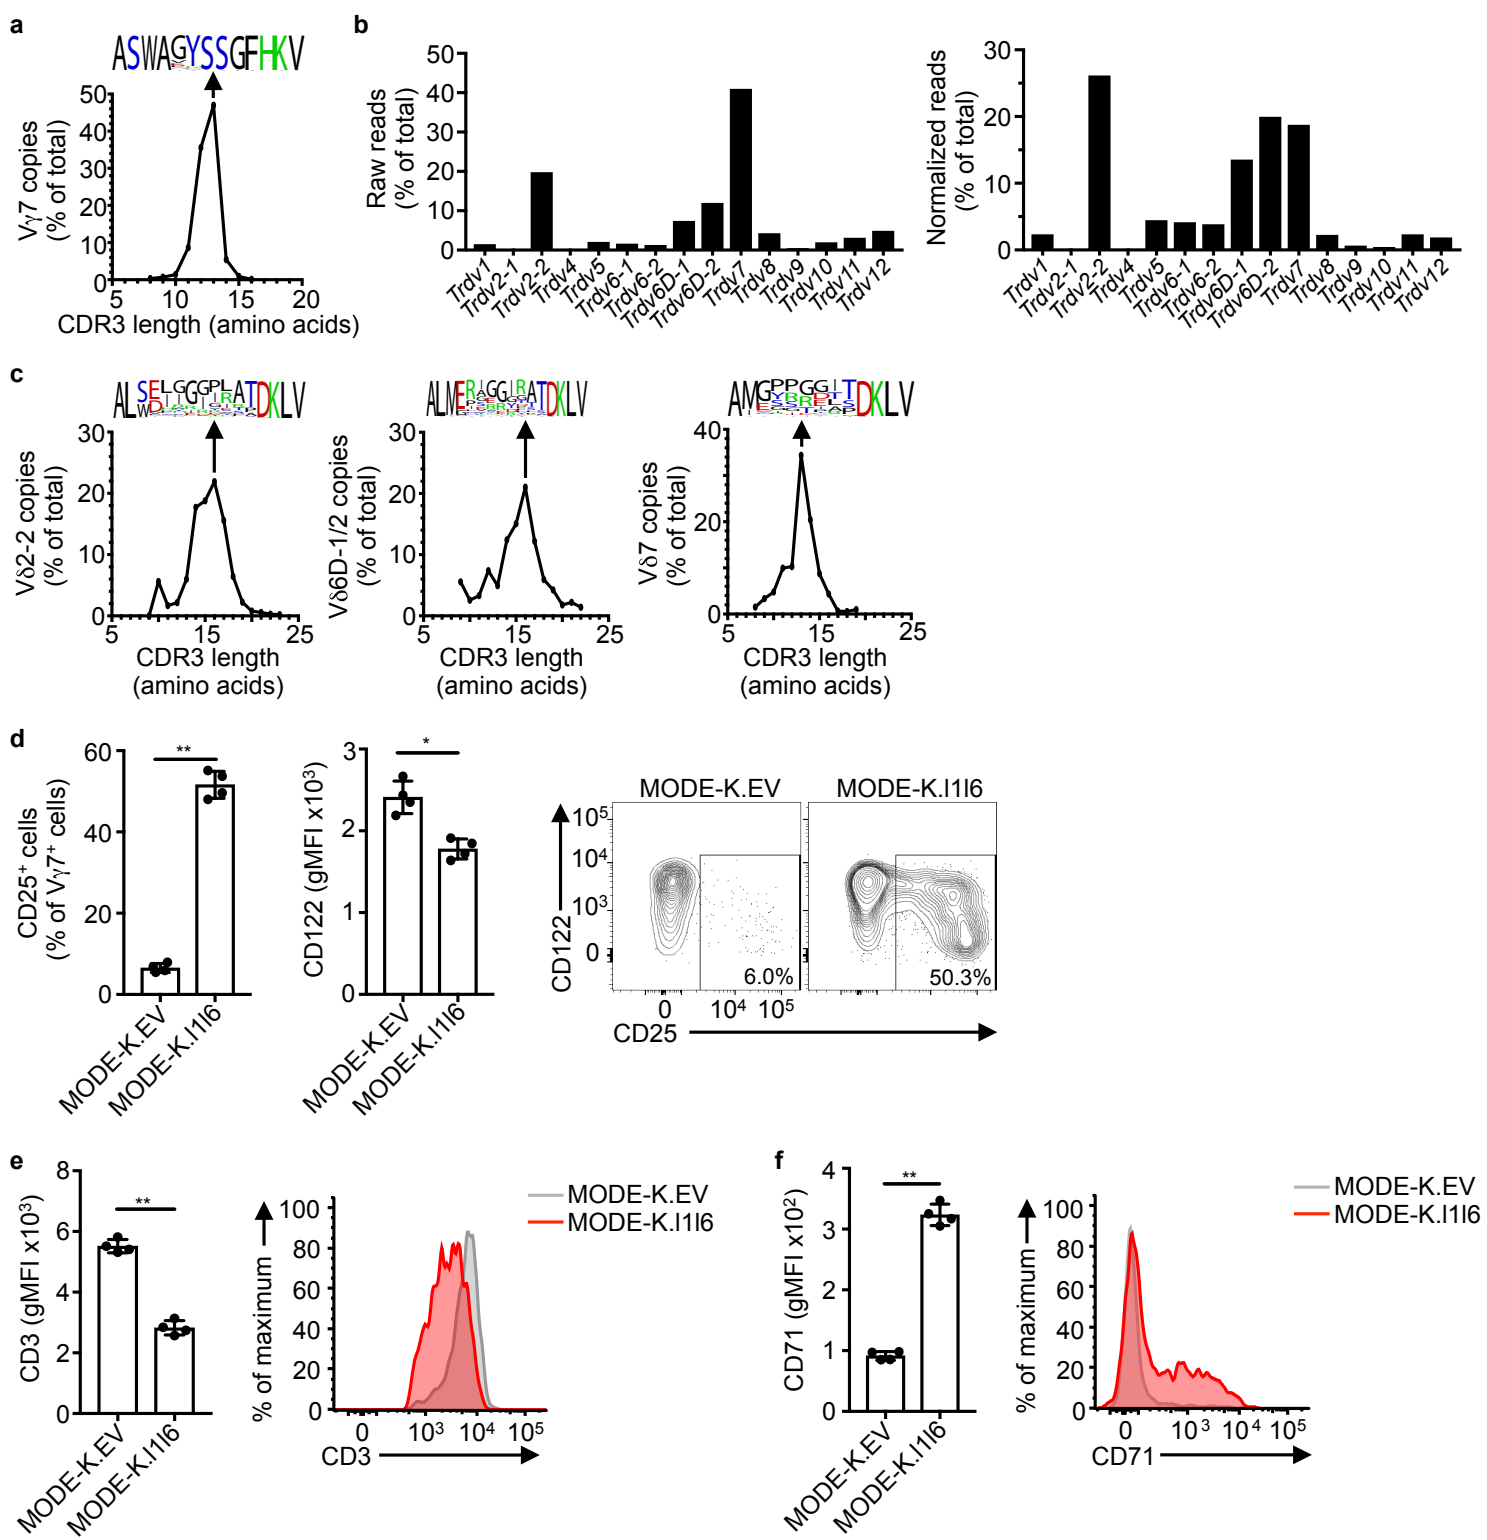 a
ASWAGYSSGFHKV
Vγ7 copies
(% of total)
50
40
30
20
10
0
5 10 15 20
CDR3 length (amino acids)
b
Raw reads
(% of total)
50
40
30
20
10
0
Trdv1 Trdv2-1 Trdv2-2 Trdv4 Trdv5 Trdv6-1 Trdv6-2 Trdv6D-1 Trdv6D-2 Trdv7 Trdv8 Trdv9 Trdv10 Trdv11 Trdv12
Normalized reads
(% of total)
30
20
10
0
Trdv1 Trdv2-1 Trdv2-2 Trdv4 Trdv5 Trdv6-1 Trdv6-2 Trdv6D-1 Trdv6D-2 Trdv7 Trdv8 Trdv9 Trdv10 Trdv11 Trdv12
c
ALSELGGGPLATDKLV
Vδ2-2 copies
(% of total)
30
20
10
0
5 15 25
CDR3 length
(amino acids)
ALMERIGGIRATDKLV
Vδ6D-1/2 copies
(% of total)
30
20
10
0
5 15 25
CDR3 length
(amino acids)
AMGPPGGITDKLV
Vδ7 copies
(% of total)
40
20
0
5 15 25
CDR3 length
(amino acids)
d
CD25⁺ cells
(% of Vγ7⁺ cells)
60
40
20
0
**
MODE-K.EV
MODE-K.I1I6
CD122 (gMFI x10³)
3
2
1
0
*
MODE-K.EV
MODE-K.I1I6
MODE-K.EV MODE-K.I1I6
CD122
10⁵
10⁴
10³
0
6.0% 50.3%
0 10⁴ 10⁵
CD25
e
CD3 (gMFI x10³)
8
6
4
2
0
**
MODE-K.EV
MODE-K.I1I6
MODE-K.EV
MODE-K.I1I6
% of maximum
100
80
60
40
20
0
0 10³ 10⁴ 10⁵
CD3
f
CD71 (gMFI x10²)
4
3
2
1
0
**
MODE-K.EV
MODE-K.I1I6
MODE-K.EV
MODE-K.I1I6
% of maximum
100
80
60
40
20
0
0 10³ 10⁴ 10⁵
CD71